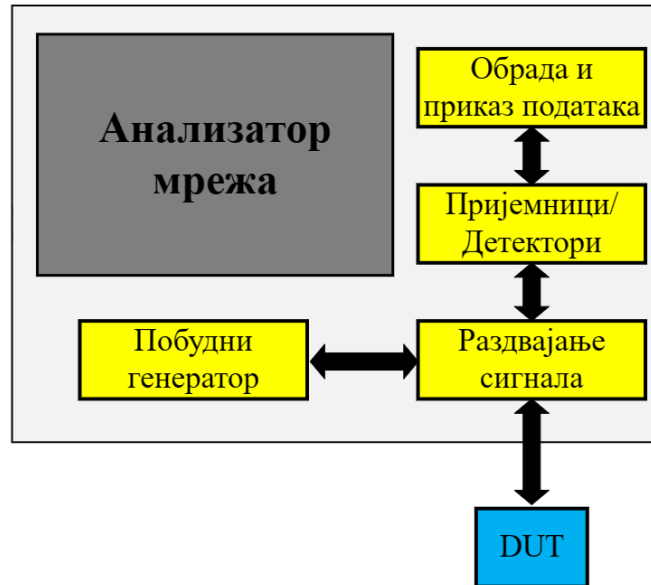 Анализатор
мрежа
Обрада и
приказ података
Пријемници/
Детектори
Побудни
генератор
Раздвајање
сигнала
DUT